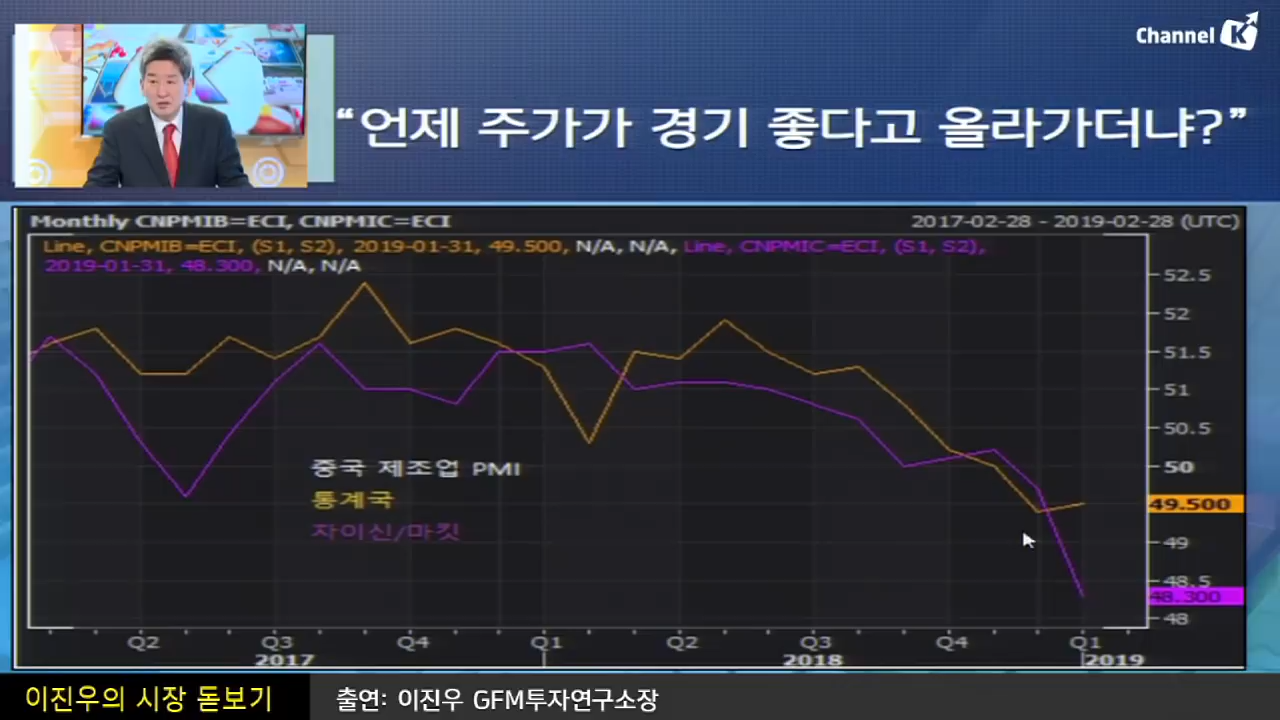 Channel K
“언제 주가가 경기 좋다고 올라가더냐?”
Monthly CNPMIB=ECI, CNPMIC=ECI
2017-02-28 - 2019-02-28 (UTC)
Line, CNPMIB=ECI, (S1, S2), 2019-01-31, 49.500, N/A, N/A, Line, CNPMIC=ECI, (S1, S2),
2019-01-31, 48.300, N/A, N/A
52.5
52
51.5
51
50.5
50
49.500
49
48.5
48.300
48
중국 제조업 PMI
통계국
자이신/마킷
Q2 Q3 Q4 Q1 Q2 Q3 Q4 Q1
2017 2018 2019
이진우의 시장 돋보기
출연: 이진우 GFM투자연구소장